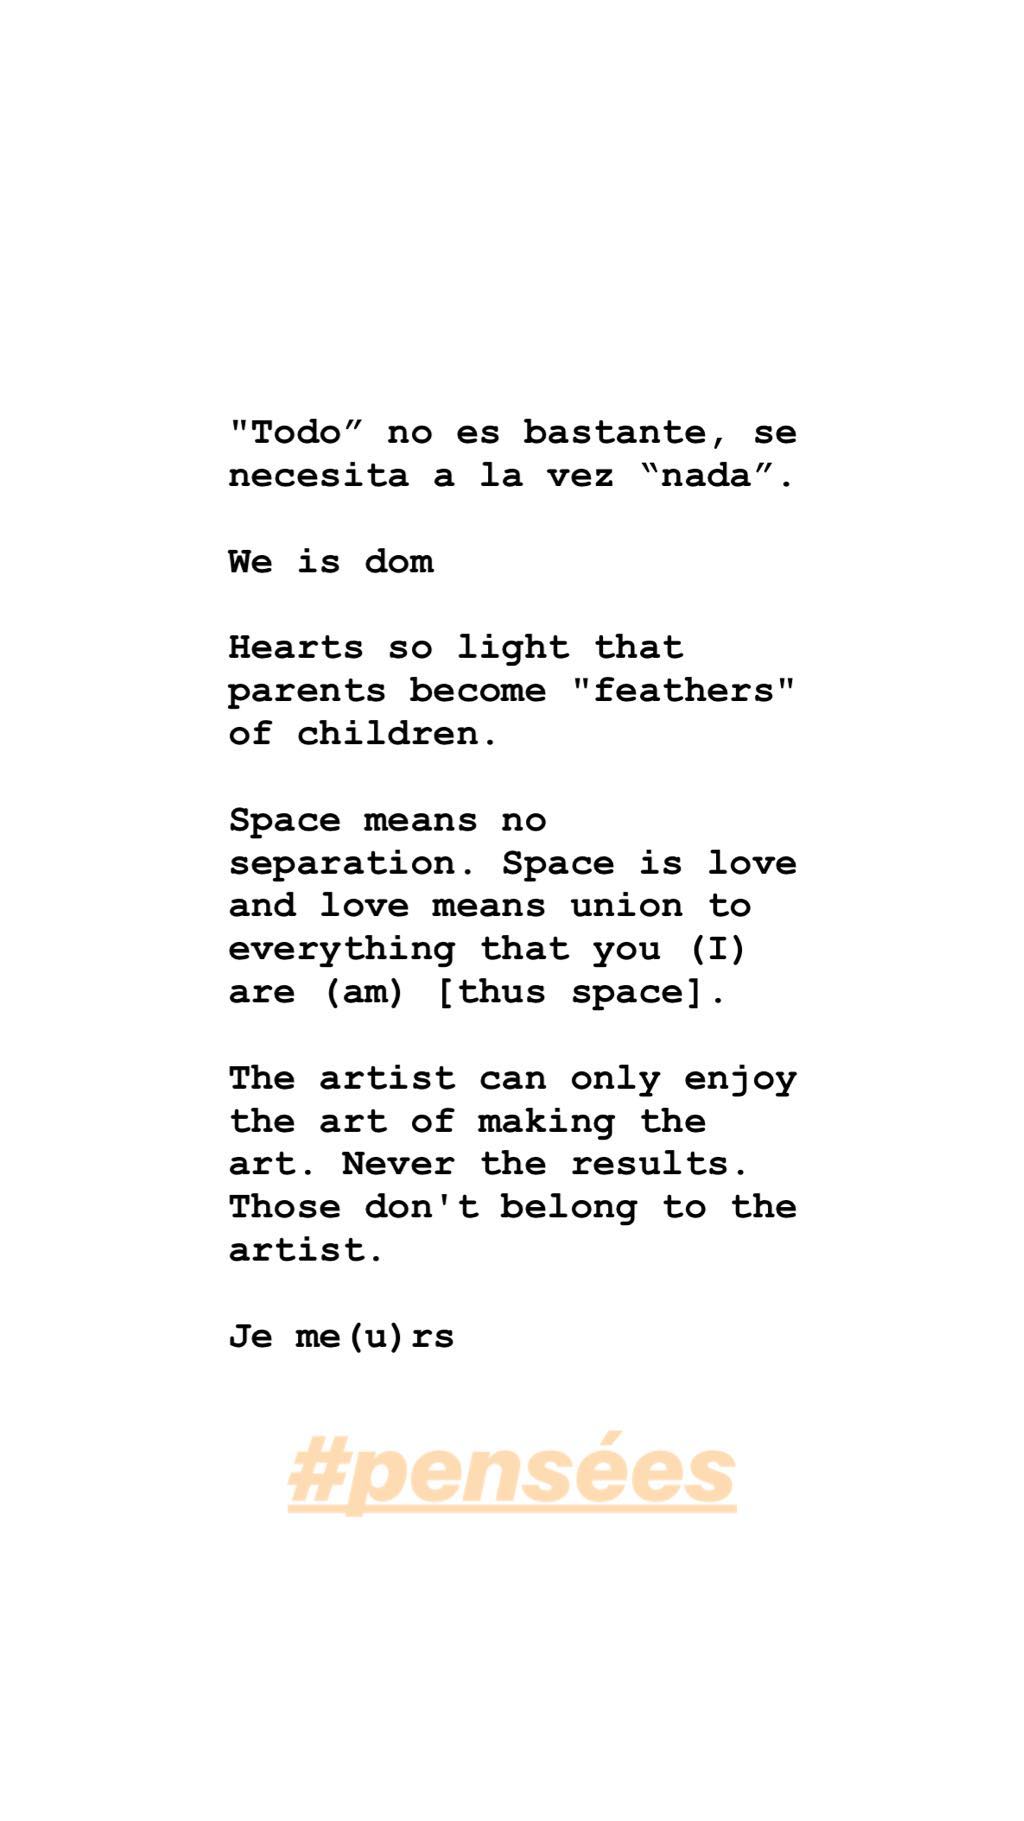 "Todo” no es bastante, se
necesita a la vez “nada”.
We is dom
Hearts so light that
parents become "feathers"
of children.
Space means no
separation. Space is love
and love means union to
everything that you (I)
are (am) [thus space].
The artist can only enjoy
the art of making the
art. Never the results.
Those don't belong to the
artist.
Je me(u)rs
#pensées